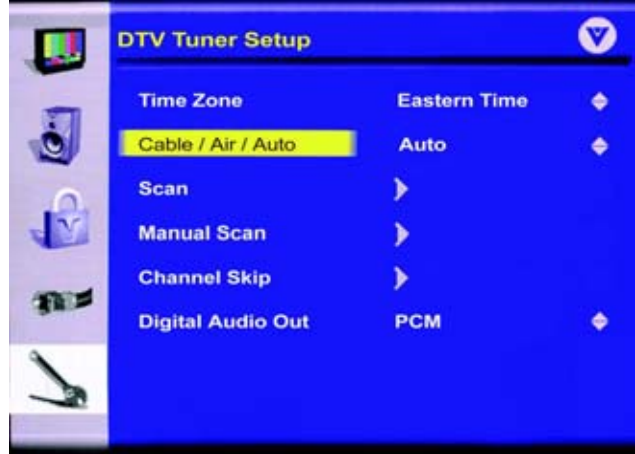 DTV Tuner Setup
Time Zone Eastern Time
Cable / Air / Auto Auto
Scan
Manual Scan
Channel Skip
Digital Audio Out PCM